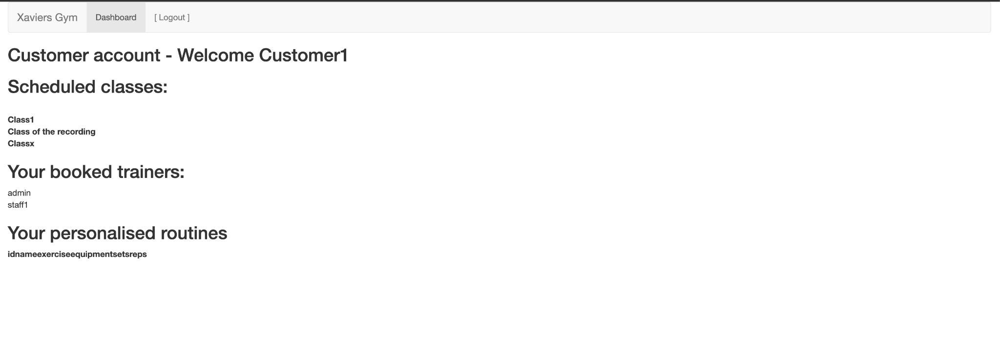 Xaviers Gym Dashboard [ Logout ]
Customer account - Welcome Customer1
Scheduled classes:
Class1
Class of the recording
Classx
Your booked trainers:
admin
staff1
Your personalised routines
idnameexerciseequipmentsetsreps